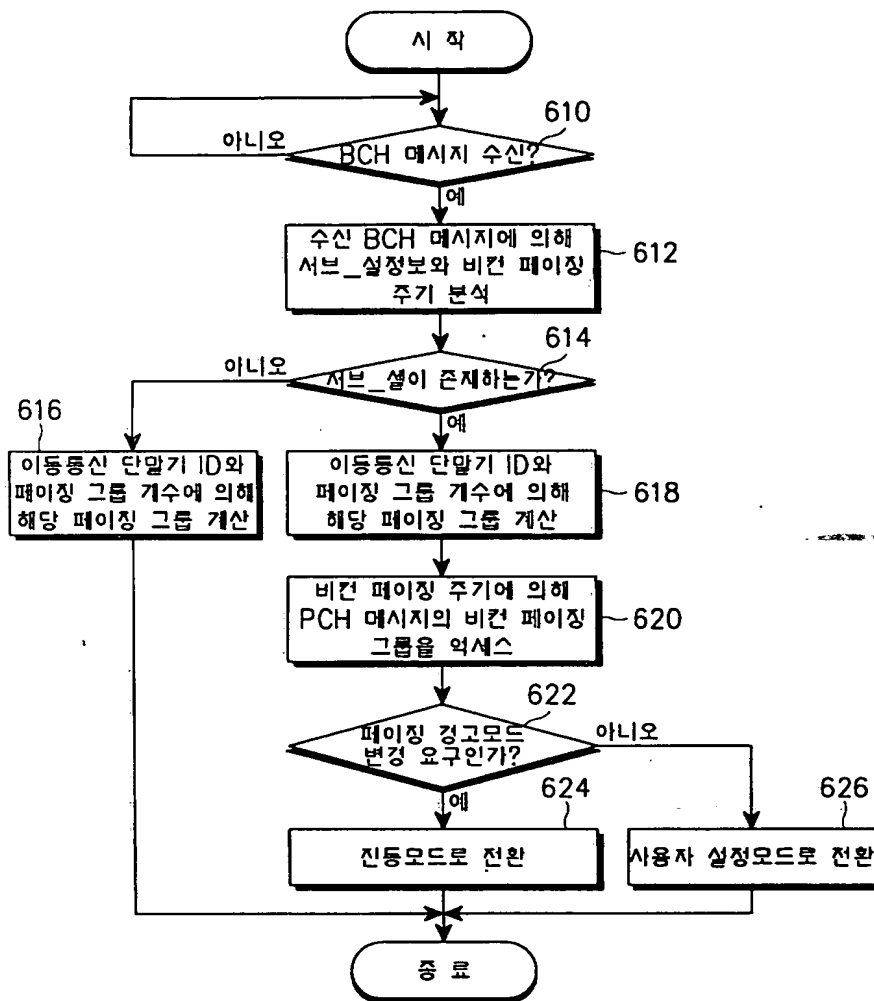 시 작
610
아니오
BCH 메시지 수신?
예
수신 BCH 메시지에 의해
서브_설정보와 비컨 페이징
주기 분석
612
614
아니오
서브_셀이 존재하는가?
예
616
이동통신 단말기 ID와
페이징 그룹 개수에 의해
해당 페이징 그룹 계산
이동통신 단말기 ID와
페이징 그룹 개수에 의해
해당 페이징 그룹 계산
618
비컨 페이징 주기에 의해
PCH 메시지의 비컨 페이징
그룹을 억세스
620
622
페이징 경고모드
변경 요구인가?
아니오
예
624
진동모드로 전환
626
사용자 설정모드로 전환
종 료